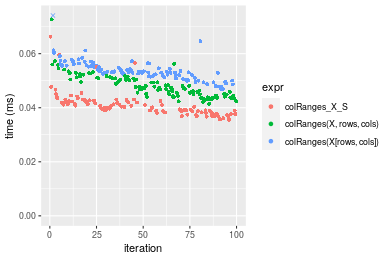 0.06
0.04
0.02
0.00
time (ms)
0
25
50
75
100
iteration
expr
colRanges_X_S
colRanges(X, rows, cols)
colRanges(X[rows, cols])